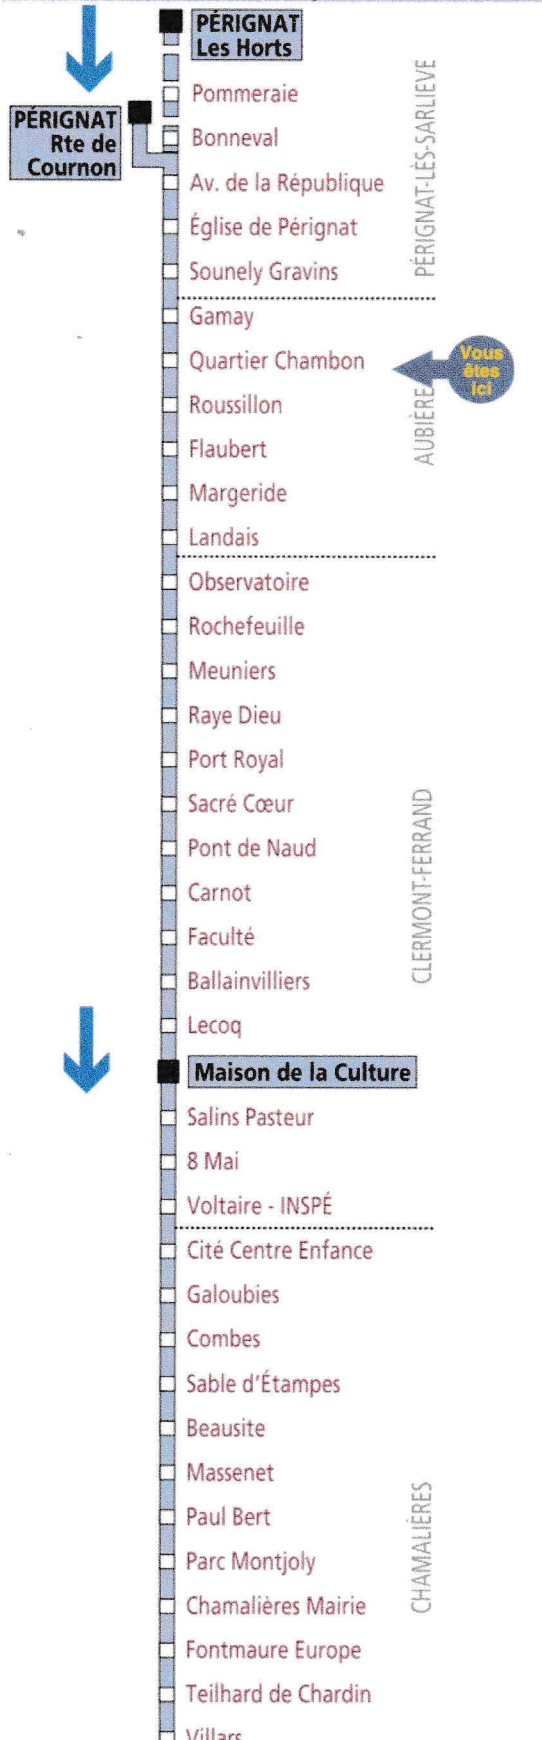 PÉRIGNAT
Les Horts
Pommeraie
PÉRIGNAT
Rte de
Cournon
Bonneval
Av. de la République
Église de Pérignat
Sounely Gravins
PÉRIGNAT-LÈS-SARLIEVE
Gamay
Quartier Chambon
Vous
êtes
ici
Roussillon
Flaubert
Margeride
Landais
AUBIÈRE
Observatoire
Rochefeuille
Meuniers
Raye Dieu
Port Royal
Sacré Cœur
Pont de Naud
Carnot
Faculté
Ballainvilliers
Lecoq
Maison de la Culture
Salins Pasteur
8 Mai
Voltaire - INSPÉ
CLERMONT-FERRAND
Cité Centre Enfance
Galoubies
Combes
Sable d'Étampes
Beausite
Massenet
Paul Bert
Parc Montjoly
Chamalières Mairie
Fontmaure Europe
Teilhard de Chardin
Villars
CHAMALIÈRES